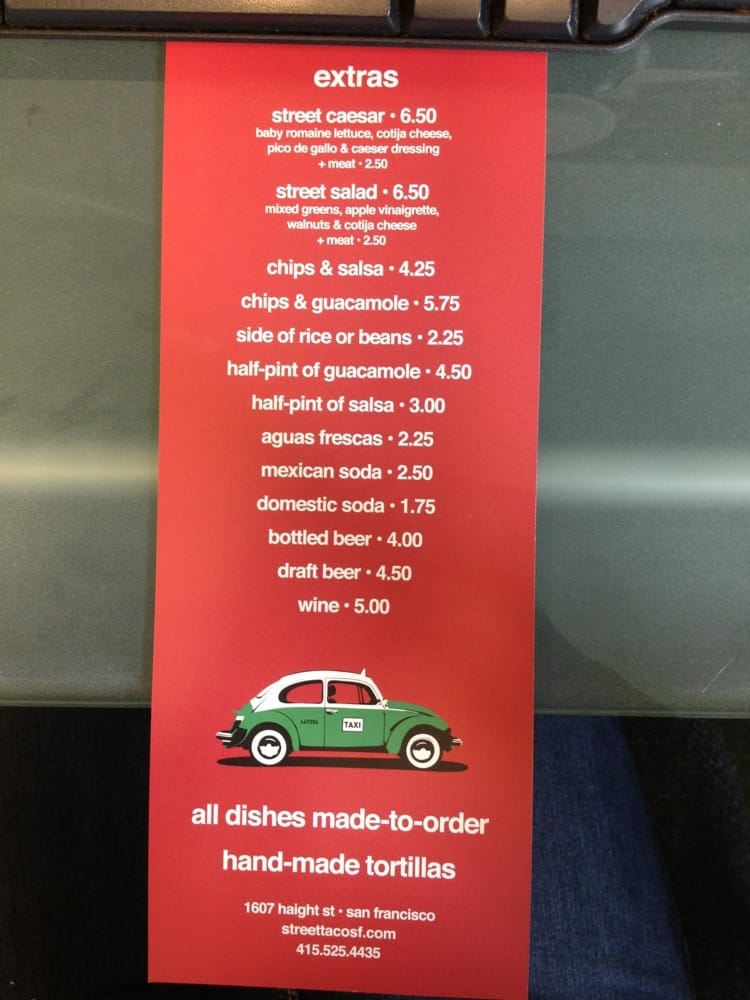 extras
street caesar • 6.50
baby romaine lettuce, cotija cheese,
pico de gallo & caeser dressing
+ meat • 2.50
street salad • 6.50
mixed greens, apple vinaigrette,
walnuts & cotija cheese
+ meat • 2.50
chips & salsa • 4.25
chips & guacamole • 5.75
side of rice or beans • 2.25
half-pint of guacamole • 4.50
half-pint of salsa • 3.00
aguas frescas • 2.25
mexican soda • 2.50
domestic soda • 1.75
bottled beer • 4.00
draft beer • 4.50
wine • 5.00
TAXI
all dishes made-to-order
hand-made tortillas
1607 haight st • san francisco
streettacosf.com
415.525.4435